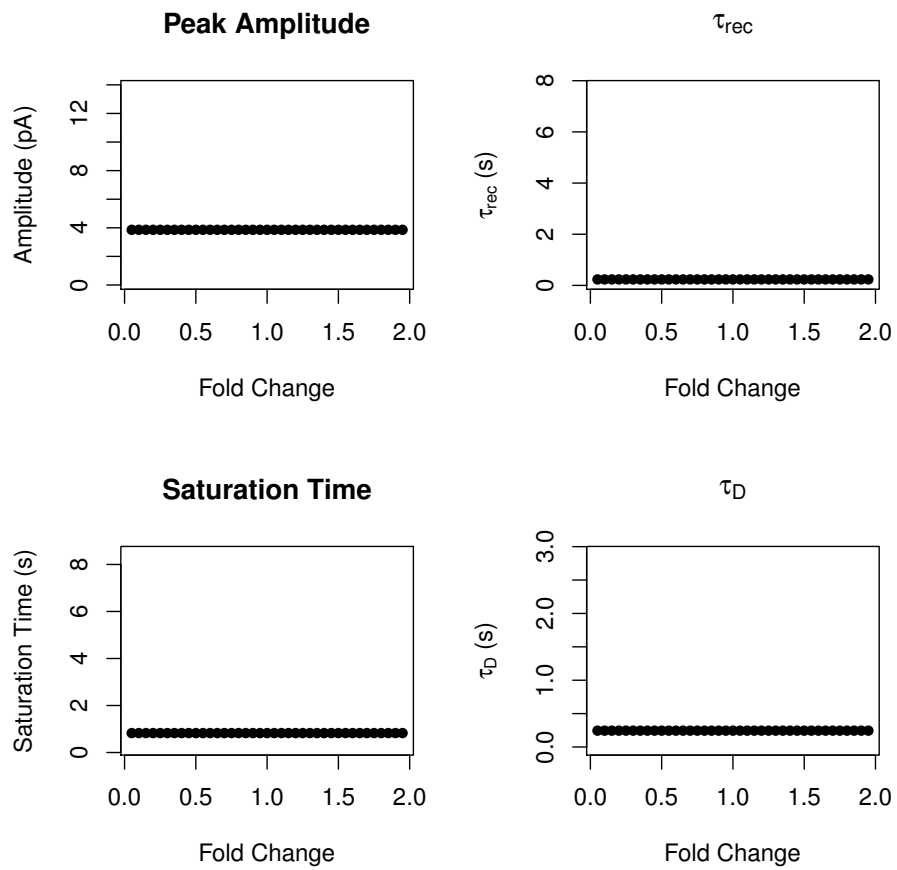 Peak Amplitude
Amplitude (pA)
12
8
4
0
0.0 0.5 1.0 1.5 2.0
Fold Change
τrec
τrec (s)
8
6
4
2
0
0.0 0.5 1.0 1.5 2.0
Fold Change
Saturation Time
Saturation Time (s)
8
6
4
2
0
0.0 0.5 1.0 1.5 2.0
Fold Change
τD
τD (s)
3.0
2.0
1.0
0.0
0.0 0.5 1.0 1.5 2.0
Fold Change